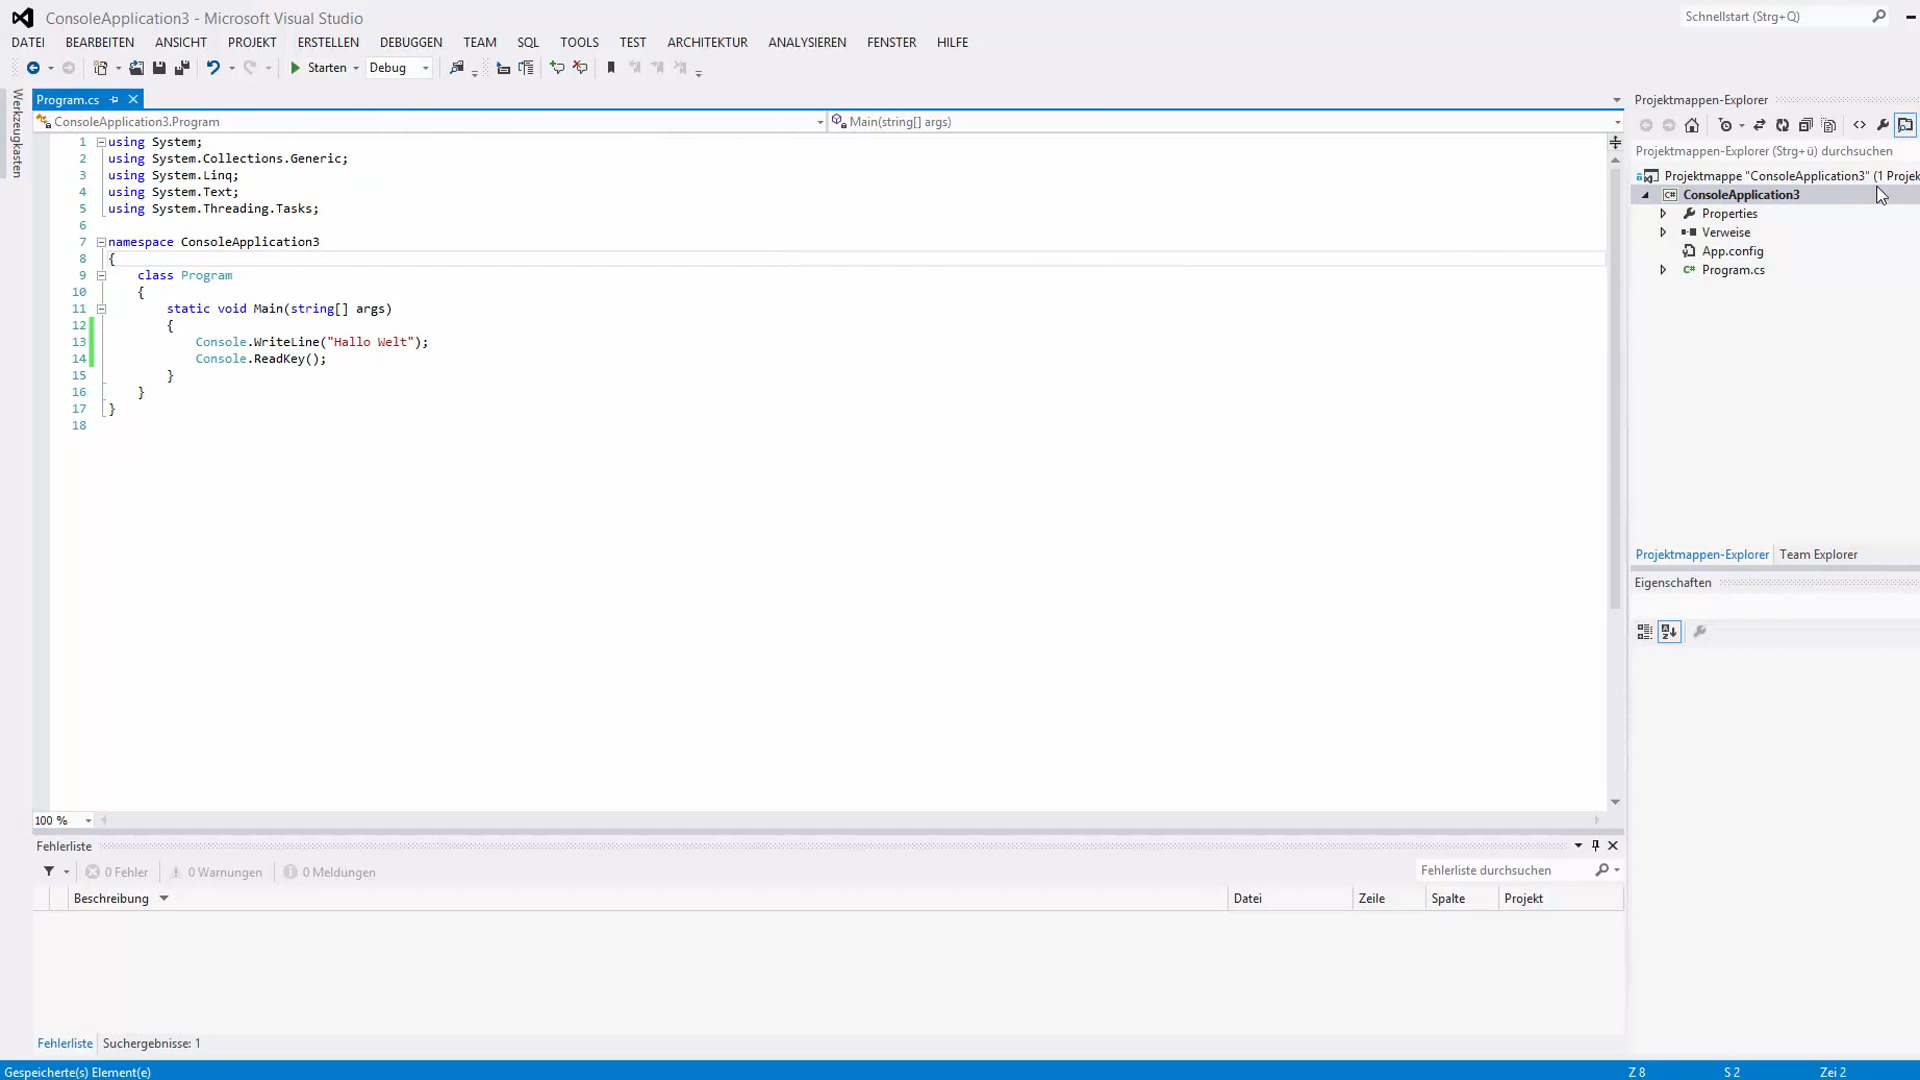 ConsoleApplication3 - Microsoft Visual Studio
Schnellstart (Strg+Q)
DATEI BEARBEITEN ANSICHT PROJEKT ERSTELLEN DEBUGGEN TEAM SQL TOOLS TEST ARCHITEKTUR ANALYSIEREN FENSTER HILFE
Starten Debug
Werkzeugkasten
Program.cs
ConsoleApplication3.Program
Main(string[] args)
1 using System;
2 using System.Collections.Generic;
3 using System.Linq;
4 using System.Text;
5 using System.Threading.Tasks;
6
7 namespace ConsoleApplication3
8 {
9 class Program
10 {
11 static void Main(string[] args)
12 {
13 Console.WriteLine("Hallo Welt");
14 Console.ReadKey();
15 }
16 }
17 }
18
100 %
Projektmappen-Explorer
Projektmappen-Explorer (Strg+ü) durchsuchen
Projektmappe "ConsoleApplication3" (1 Projek
ConsoleApplication3
Properties
Verweise
App.config
Program.cs
Projektmappen-Explorer Team Explorer
Eigenschaften
Fehlerliste
0 Fehler 0 Warnungen 0 Meldungen
Fehlerliste durchsuchen
Beschreibung Datei Zeile Spalte Projekt
Fehlerliste Suchergebnisse: 1
Gespeicherte(s) Element(e) Z 8 S 2 Zei 2